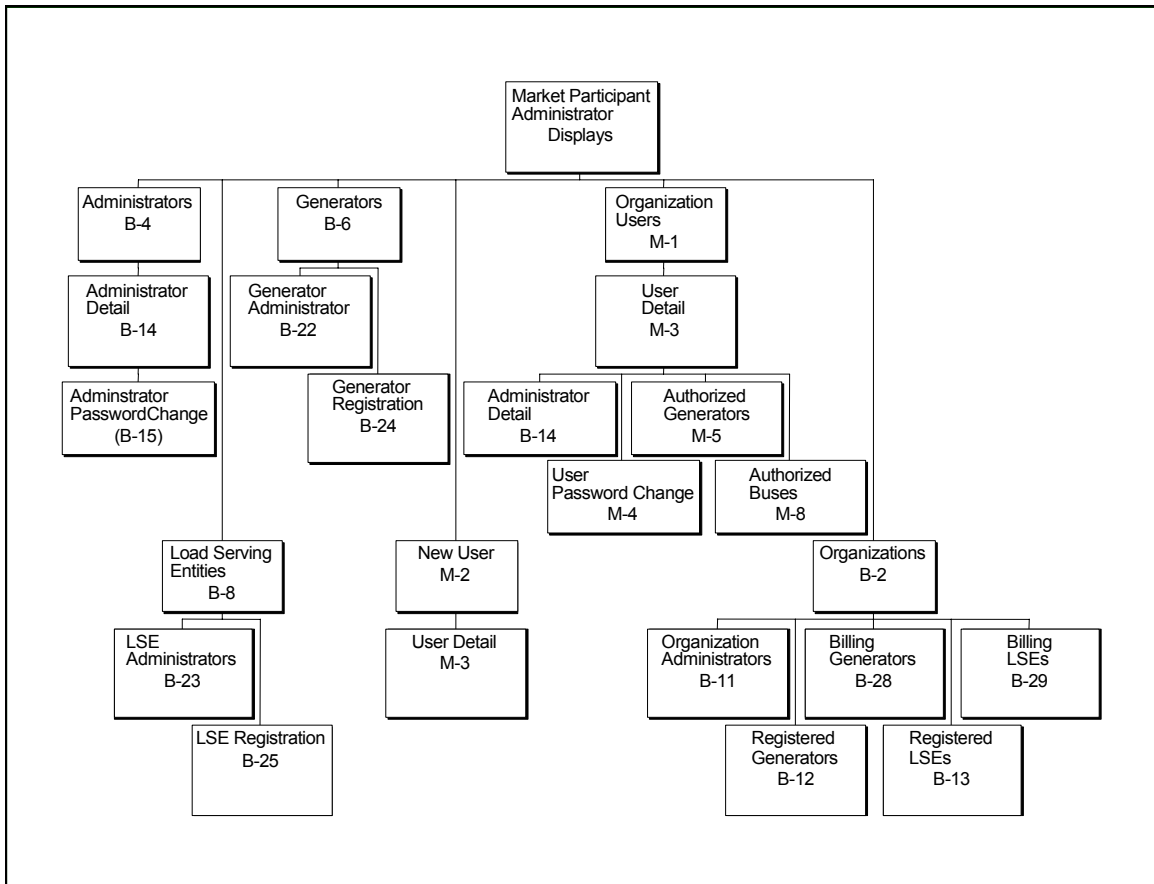 Market Participant
Administrator
Displays
Administrators
B-4
Generators
B-6
Organization
Users
M-1
Administrator
Detail
B-14
Generator
Administrator
B-22
User
Detail
M-3
Adminstrator
PasswordChange
(B-15)
Generator
Registration
B-24
Administrator
Detail
B-14
Authorized
Generators
M-5
User
Password Change
M-4
Authorized
Buses
M-8
Load Serving
Entities
B-8
New User
M-2
Organizations
B-2
LSE
Administrators
B-23
User Detail
M-3
Organization
Administrators
B-11
Billing
Generators
B-28
Billing
LSEs
B-29
LSE Registration
B-25
Registered
Generators
B-12
Registered
LSEs
B-13